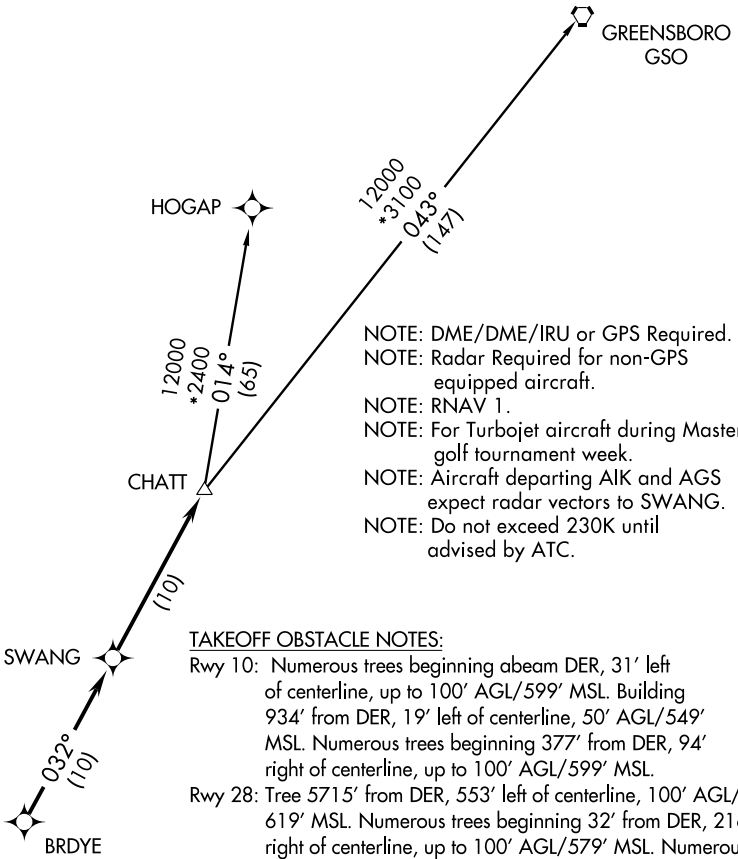 GREENSBORO
GSO
HOGAP
12000
*3100
043°
(147)
12000
*2400
014°
(65)
NOTE: DME/DME/IRU or GPS Required.
NOTE: Radar Required for non-GPS
equipped aircraft.
NOTE: RNAV 1.
NOTE: For Turbojet aircraft during Master
golf tournament week.
NOTE: Aircraft departing AIK and AGS
expect radar vectors to SWANG.
NOTE: Do not exceed 230K until
advised by ATC.
CHATT
(10)
SWANG
032°
(10)
BRDYE
TAKEOFF OBSTACLE NOTES:
Rwy 10: Numerous trees beginning abeam DER, 31' left
of centerline, up to 100' AGL/599' MSL. Building
934' from DER, 19' left of centerline, 50' AGL/549'
MSL. Numerous trees beginning 377' from DER, 94'
right of centerline, up to 100' AGL/599' MSL.
Rwy 28: Tree 5715' from DER, 553' left of centerline, 100' AGL/
619' MSL. Numerous trees beginning 32' from DER,
right of centerline, up to 100' AGL/579' MSL.